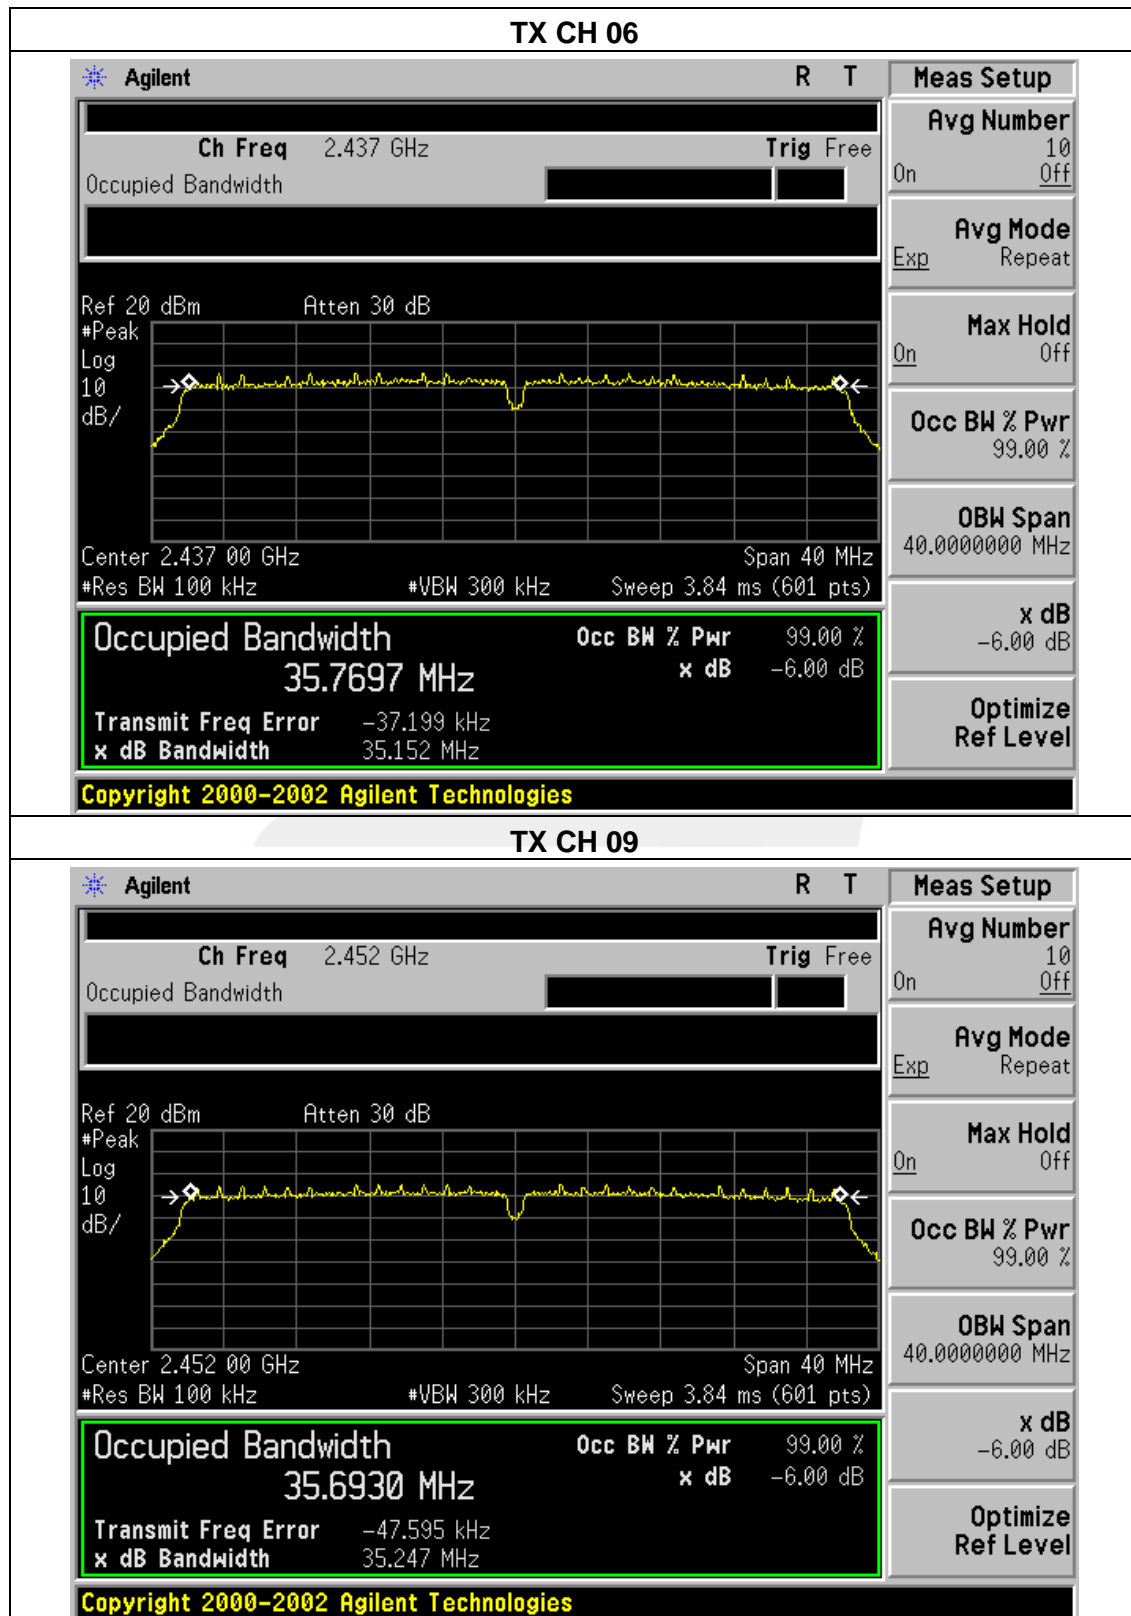 TX CH 06
Agilent R T Meas Setup
Ch Freq 2.437 GHz Trig Free
Occupied Bandwidth
Avg Number
10
On Off
Avg Mode
Exp Repeat
Max Hold
On Off
Occ BW % Pwr
99.00 %
OBW Span
40.0000000 MHz
x dB
-6.00 dB
Optimize
Ref Level
Ref 20 dBm Atten 30 dB
#Peak
Log
10
dB/
Center 2.437 00 GHz Span 40 MHz
#Res BW 100 kHz #VBW 300 kHz Sweep 3.84 ms (601 pts)
Occupied Bandwidth Occ BW % Pwr 99.00 %
35.7697 MHz x dB -6.00 dB
Transmit Freq Error -37.199 kHz
x dB Bandwidth 35.152 MHz
Copyright 2000-2002 Agilent Technologies
TX CH 09
Agilent R T Meas Setup
Ch Freq 2.452 GHz Trig Free
Occupied Bandwidth
Avg Number
10
On Off
Avg Mode
Exp Repeat
Max Hold
On Off
Occ BW % Pwr
99.00 %
OBW Span
40.0000000 MHz
x dB
-6.00 dB
Optimize
Ref Level
Ref 20 dBm Atten 30 dB
#Peak
Log
10
dB/
Center 2.452 00 GHz Span 40 MHz
#Res BW 100 kHz #VBW 300 kHz Sweep 3.84 ms (601 pts)
Occupied Bandwidth Occ BW % Pwr 99.00 %
35.6930 MHz x dB -6.00 dB
Transmit Freq Error -47.595 kHz
x dB Bandwidth 35.247 MHz
Copyright 2000-2002 Agilent Technologies